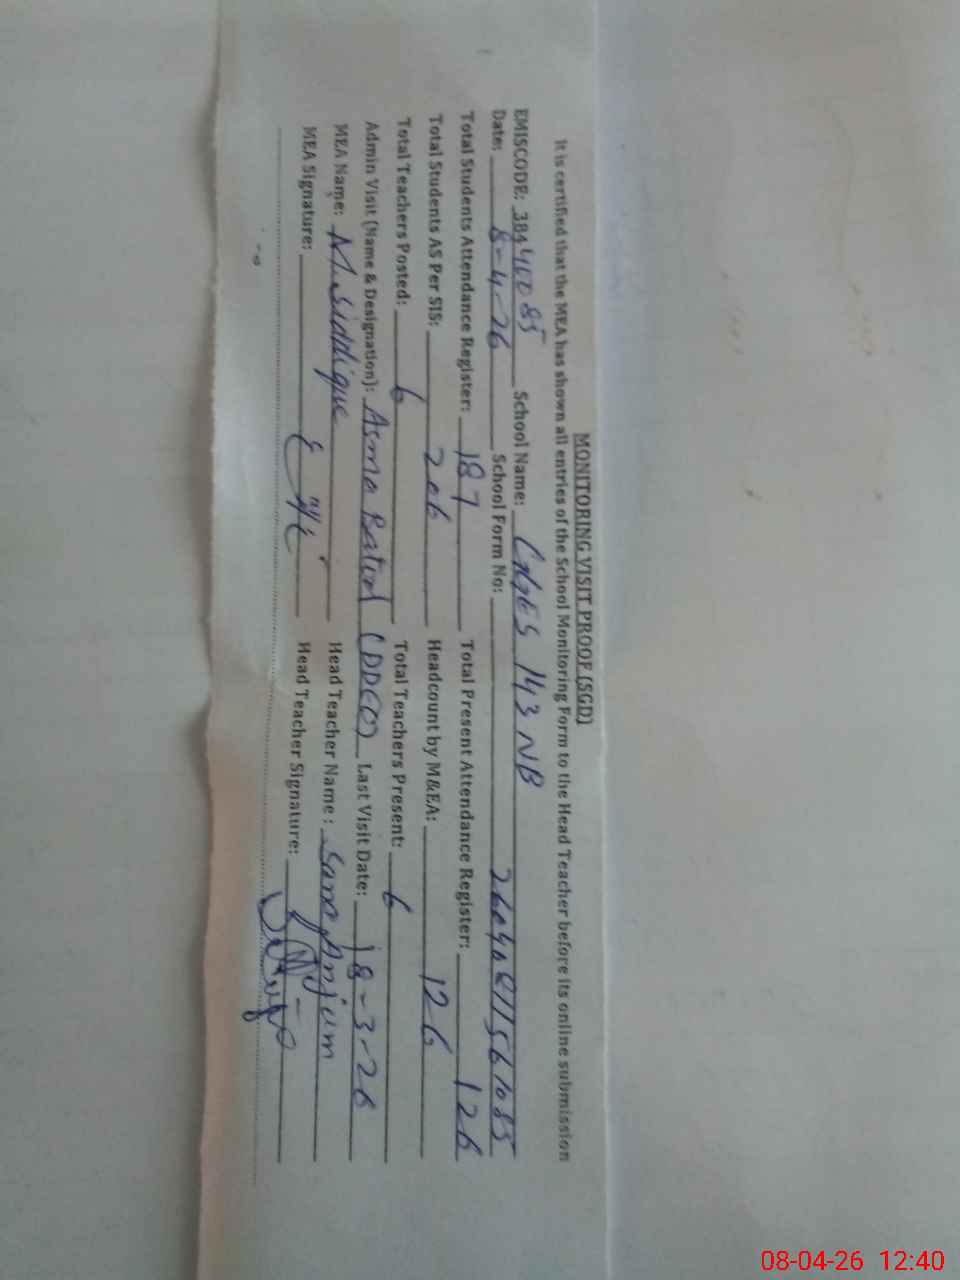 MONITORING VISIT PROOF (SGD)
It is certified that the MEA has shown all entries of the School Monitoring Form to the Head Teacher before its online submission
EMISCODE: 38440085 School Name: GGES 143 NB
Date: 8-4-26 School Form No:
Total Students Attendance Register: 187 Total Present Attendance Register: 126
Total Students AS Per SIS: 206 Headcount by M&EA: 126
Total Teachers Posted: 6 Total Teachers Present: 6
Admin Visit (Name & Designation): Asma Batool (DDEO) Last Visit Date: 18-3-26
MEA Name: M. Siddique Head Teacher Name: Sana Anjum
MEA Signature: Head Teacher Signature:
08-04-26 12:40